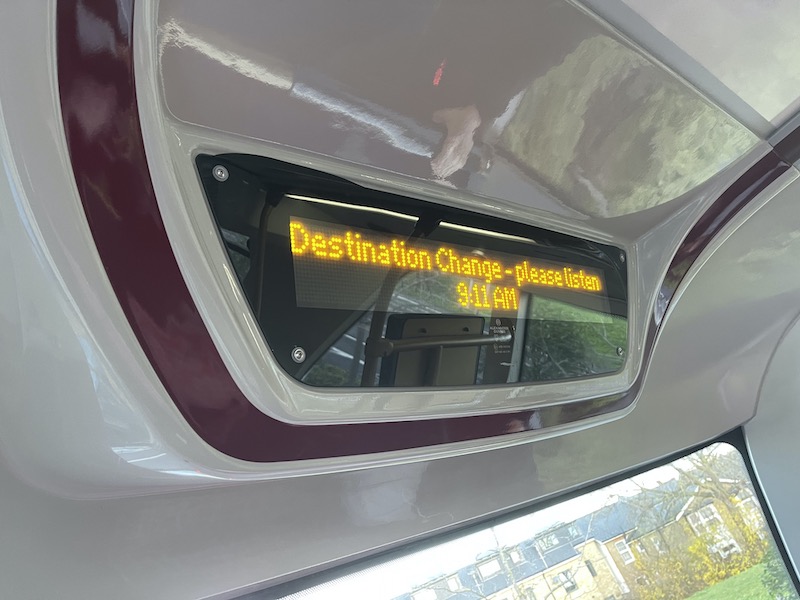 Destination Change - please listen
9:11 AM